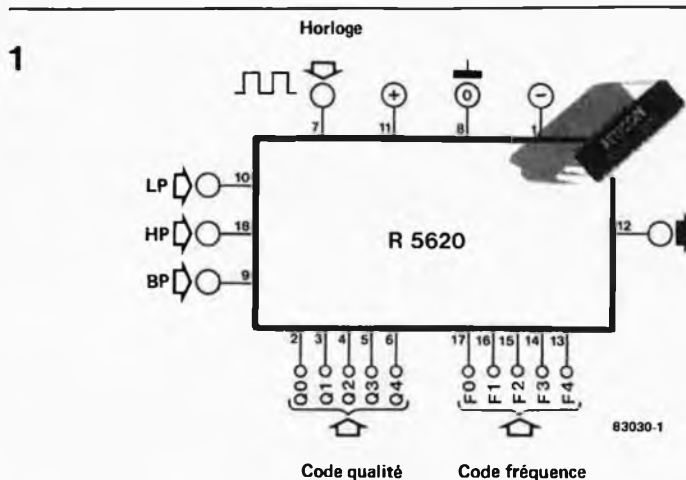 Horloge
1
+
0
−
7
11
8
1
LP
10
HP
18
BP
9
R 5620
12
2 3 4 5 6
17 16 15 14 13
Q0 Q1 Q2 Q3 Q4
F0 F1 F2 F3 F4
83030-1
Code qualité
Code fréquence